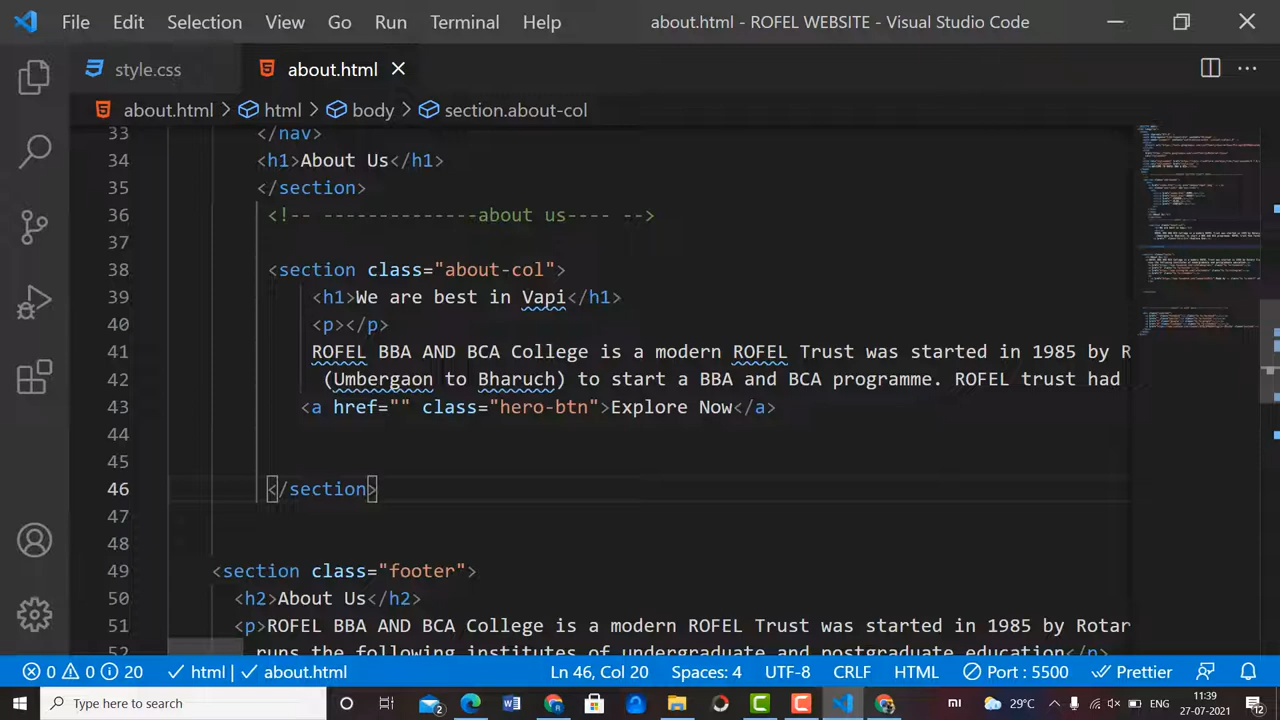 File Edit Selection View Go Run Terminal Help about.html - ROFEL WEBSITE - Visual Studio Code
style.css about.html
about.html > html > body > section.about-col
33 </nav>
34 <h1>About Us</h1>
35 </section>
36 <!-- --------------about us---- -->
37
38 <section class="about-col">
39 <h1>We are best in Vapi</h1>
40 <p></p>
41 ROFEL BBA AND BCA College is a modern ROFEL Trust was started in 1985 by R
42 (Umbergaon to Bharuch) to start a BBA and BCA programme. ROFEL trust had
43 <a href="" class="hero-btn">Explore Now</a>
44
45
46 </section>
47
48
49 <section class="footer">
50 <h2>About Us</h2>
51 <p>ROFEL BBA AND BCA College is a modern ROFEL Trust was started in 1985 by Rotar
52 runs the following institutes of undergraduate and postgraduate education</p>
0 0 20 html about.html Ln 46, Col 20 Spaces: 4 UTF-8 CRLF HTML Port : 5500 Prettier
Type here to search 2 mi 29°C ENG 11:39
27-07-2021